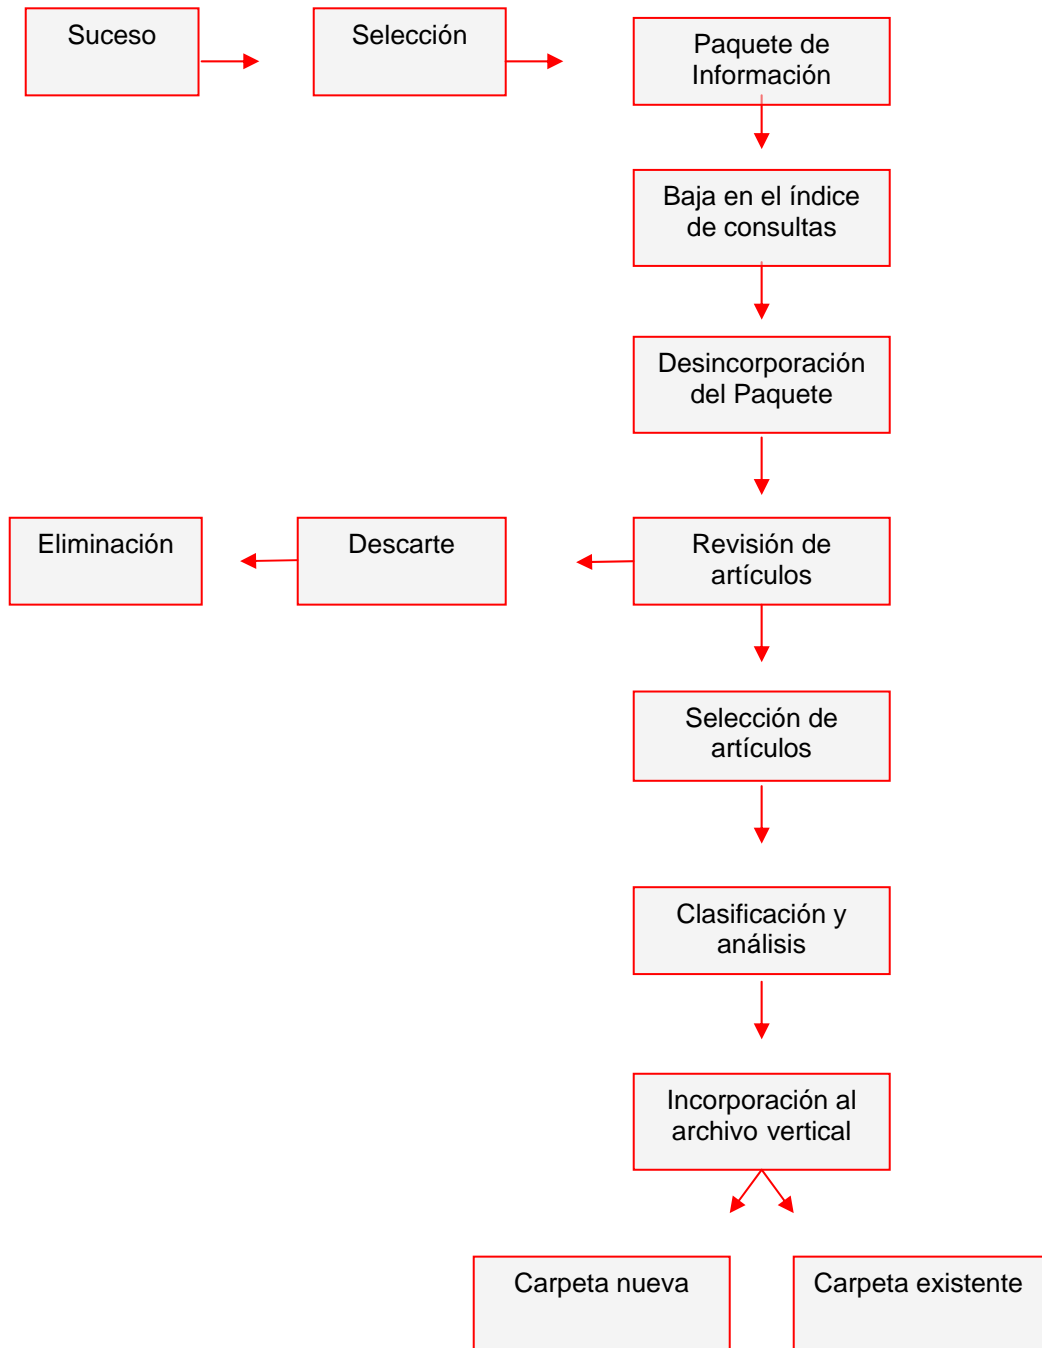 Suceso
Selección
Paquete de
Información
Baja en el índice
de consultas
Desincorporación
del Paquete
Eliminación
Descarte
Revisión de
artículos
Selección de
artículos
Clasificación y
análisis
Incorporación al
archivo vertical
Carpeta nueva
Carpeta existente